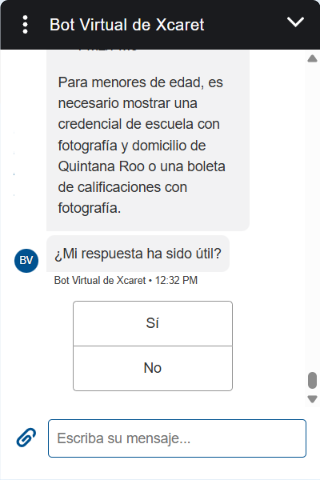 Bot Virtual de Xcaret
Para menores de edad, es
necesario mostrar una
credencial de escuela con
fotografía y domicilio de
Quintana Roo o una boleta
de calificaciones con
fotografía.
BV
¿Mi respuesta ha sido útil?
Bot Virtual de Xcaret • 12:32 PM
Sí
No
Escriba su mensaje...